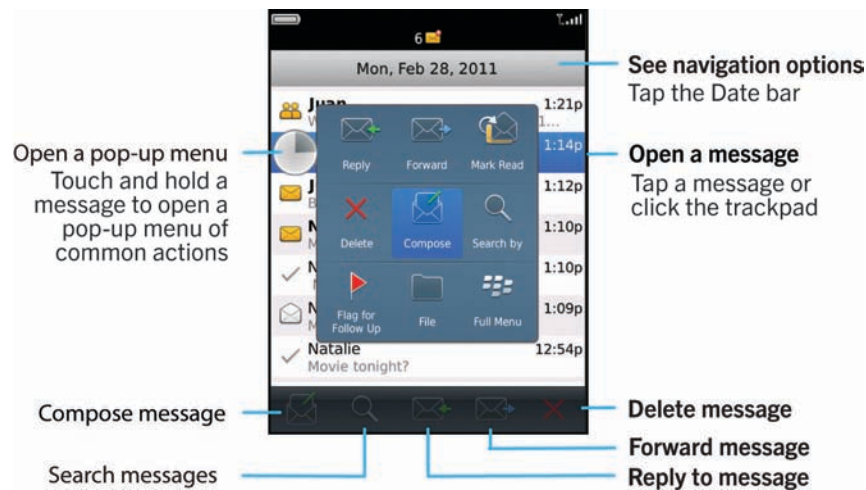 6
Mon, Feb 28, 2011
See navigation options
Tap the Date bar
Juan
1:21p
W
1...
Reply
Forward
Mark Read
1:14p
Open a pop-up menu
Touch and hold a
message to open a
pop-up menu of
common actions
Open a message
Tap a message or
click the trackpad
J
1:12p
B
Delete
Compose
Search by
N
1:10p
M
N
1:10p
Flag for
Follow Up
File
Full Menu
N
1:09p
M
Natalie
12:54p
Movie tonight?
Compose message
Delete message
Forward message
Search messages
Reply to message